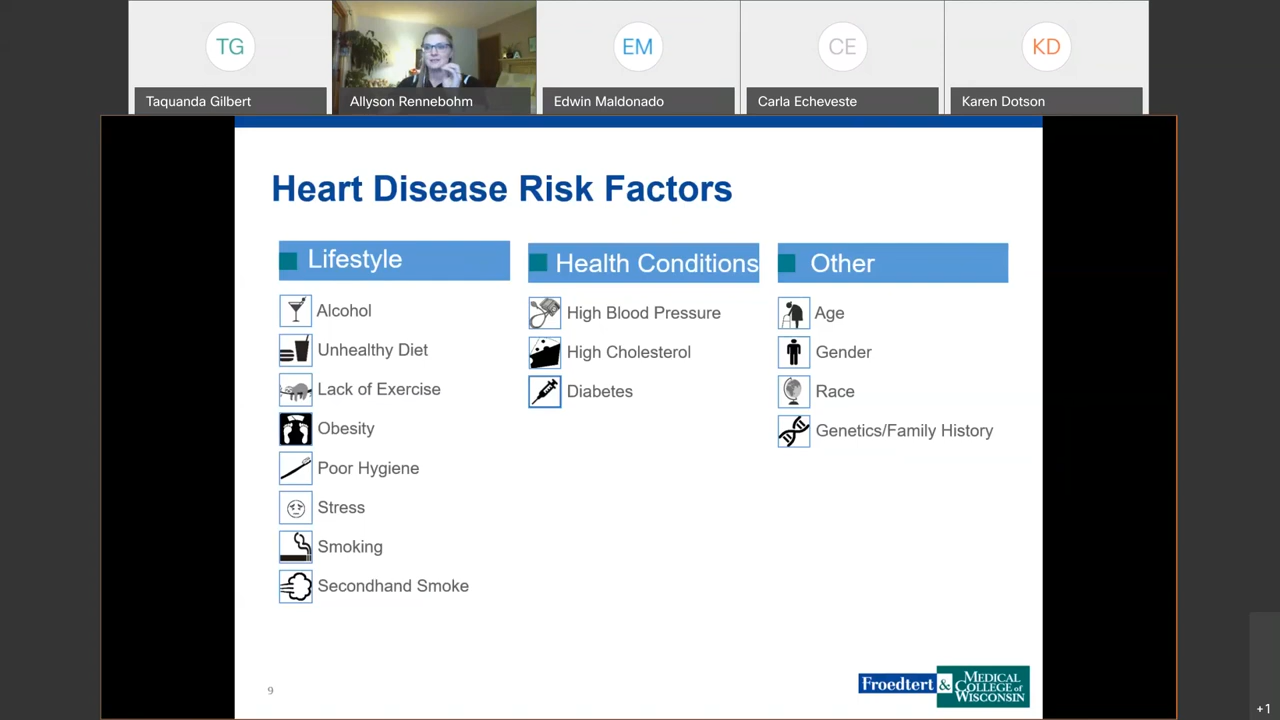 TG
EM
CE
KD
Taquanda Gilbert
Allyson Rennebohm
Edwin Maldonado
Carla Echeveste
Karen Dotson
Heart Disease Risk Factors
Lifestyle
Alcohol
Unhealthy Diet
Lack of Exercise
Obesity
Poor Hygiene
Stress
Smoking
Secondhand Smoke
Health Conditions
High Blood Pressure
High Cholesterol
Diabetes
Other
Age
Gender
Race
Genetics/Family History
9
Froedtert &
MEDICAL
COLLEGE of
WISCONSIN
+1